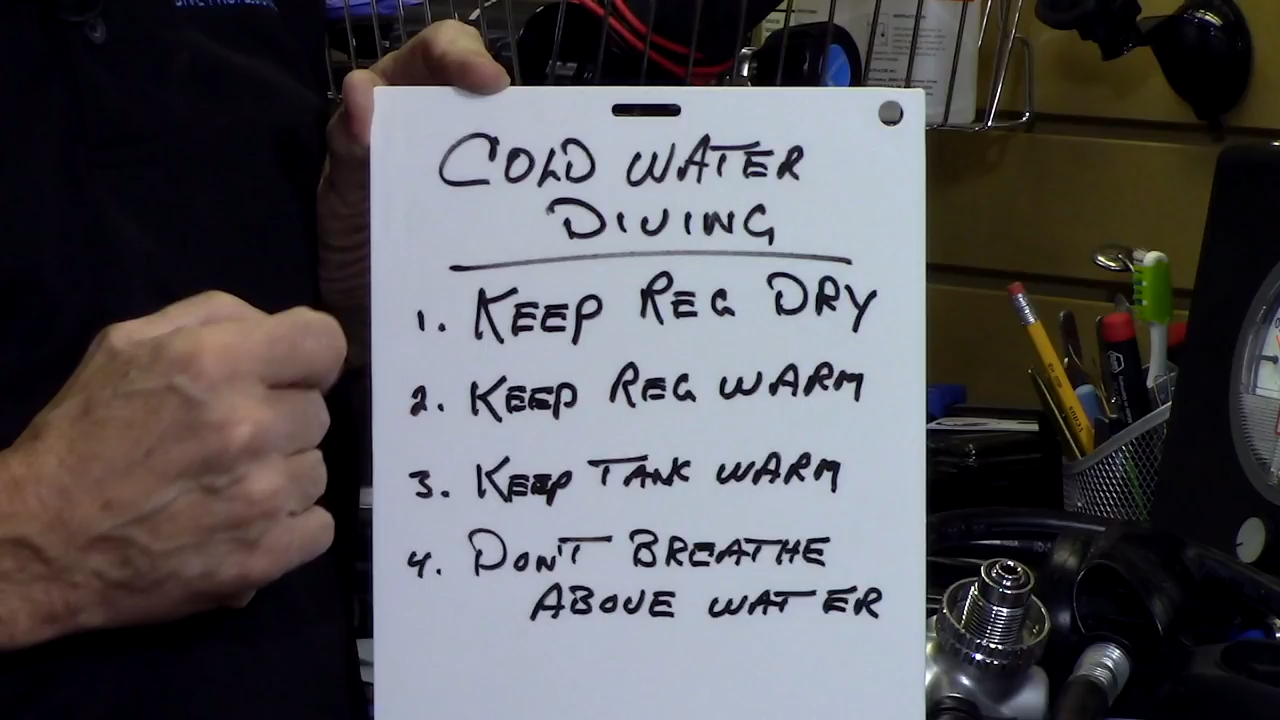 COLD WATER
DIVING
1. KEEP REG DRY
2. KEEP REG WARM
3. KEEP TANK WARM
4. DON'T BREATHE
ABOVE WATER